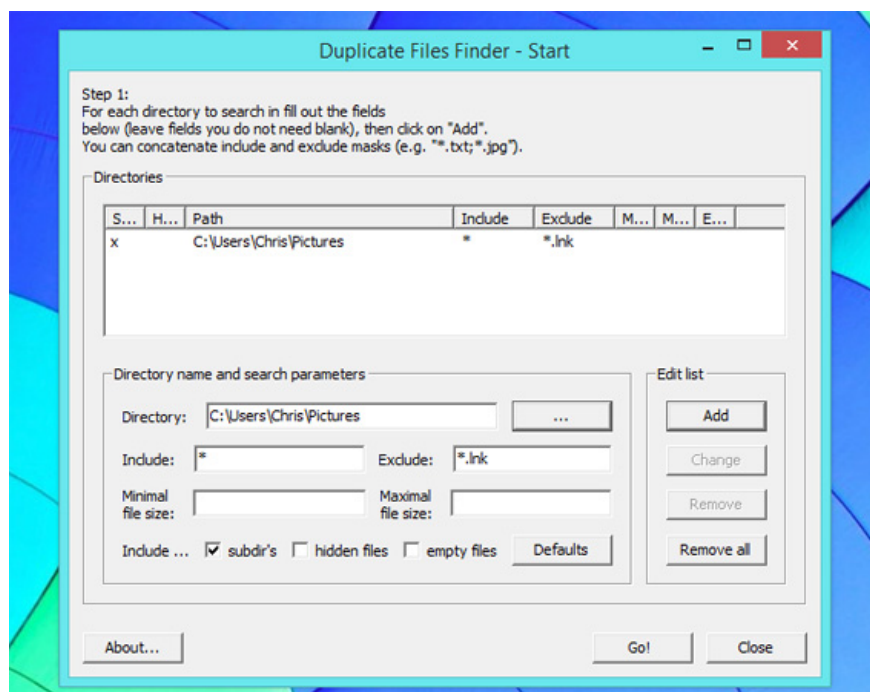 Duplicate Files Finder - Start
Step 1:
For each directory to search in fill out the fields
below (leave fields you do not need blank), then click on "Add".
You can concatenate include and exclude masks (e.g. "*.txt;*.jpg").
Directories
S... H... Path Include Exclude M... M... E...
x C:\Users\Chris\Pictures * *.lnk
Directory name and search parameters
Edit list
Directory: C:\Users\Chris\Pictures ... Add
Include: * Exclude: *.lnk Change
Minimal
file size:
Maximal
file size:
Remove
Include ... subdir's hidden files empty files Defaults Remove all
About... Go! Close